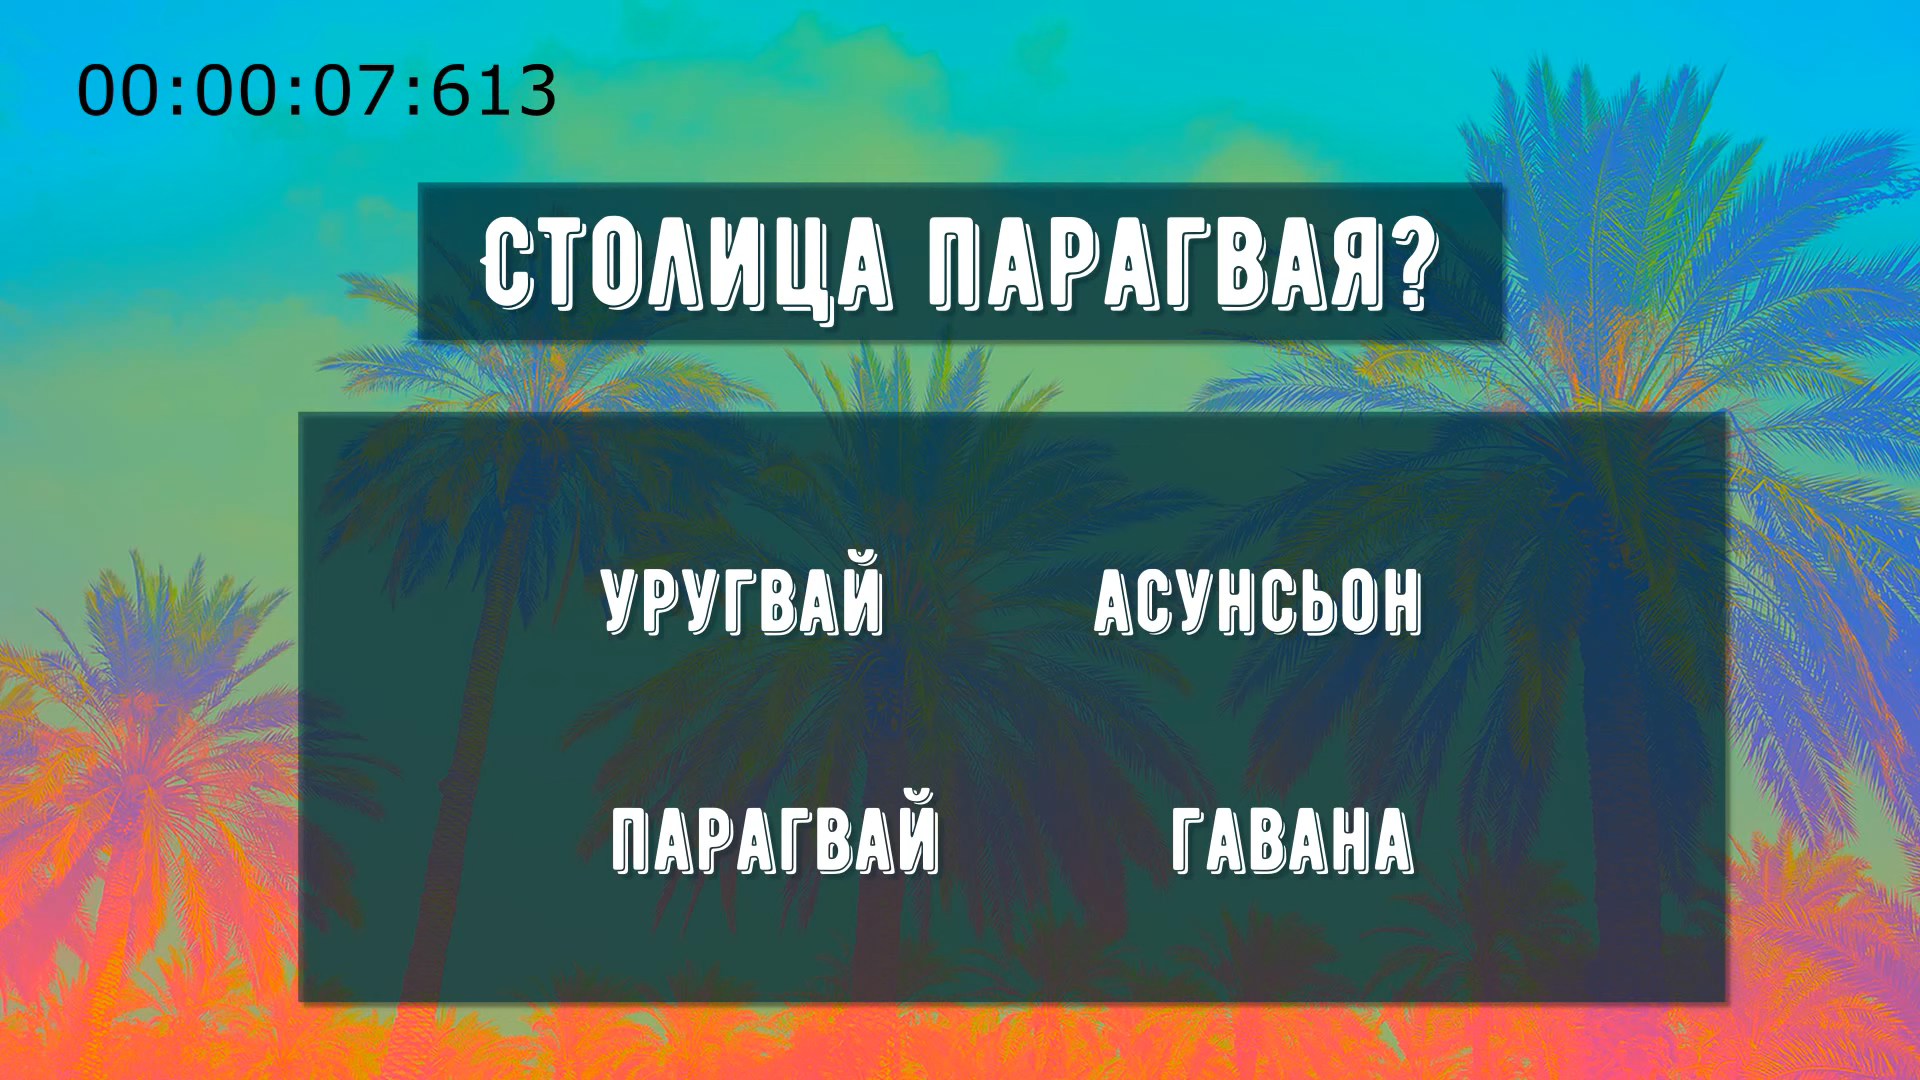 00:00:07:613
СТОЛИЦА ПАРАГВАЯ?
УРУГВАЙ АСУНСЬОН
ПАРАГВАЙ ГАВАНА